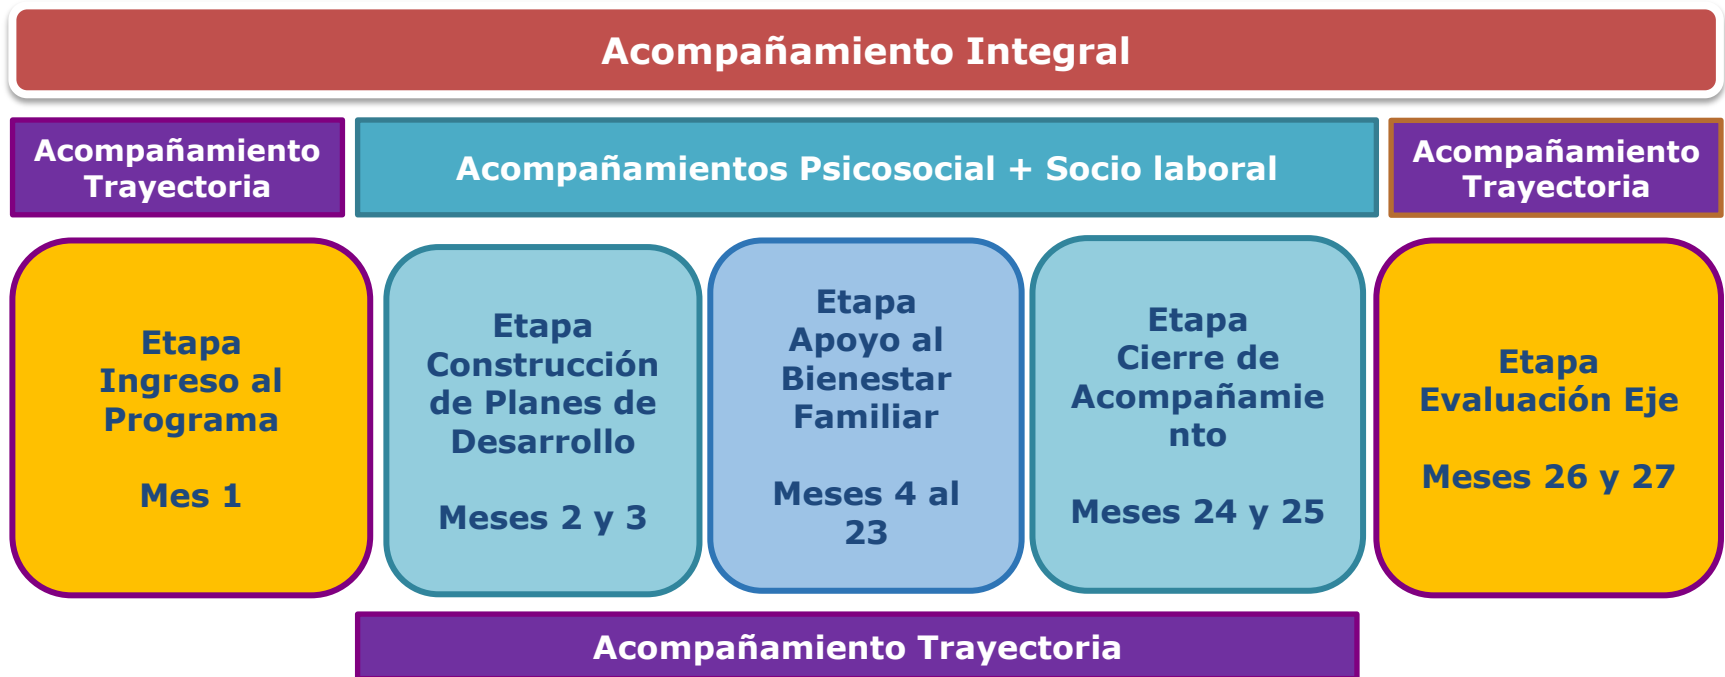 Acompañamiento Integral
Acompañamiento
Trayectoria
Acompañamientos Psicosocial + Socio laboral
Acompañamiento
Trayectoria
Etapa
Ingreso al
Programa
Mes 1
Etapa
Construcción
de Planes de
Desarrollo
Meses 2 y 3
Etapa
Apoyo al
Bienestar
Familiar
Meses 4 al
23
Etapa
Cierre de
Acompañamie
nto
Meses 24 y 25
Etapa
Evaluación Eje
Meses 26 y 27
Acompañamiento Trayectoria